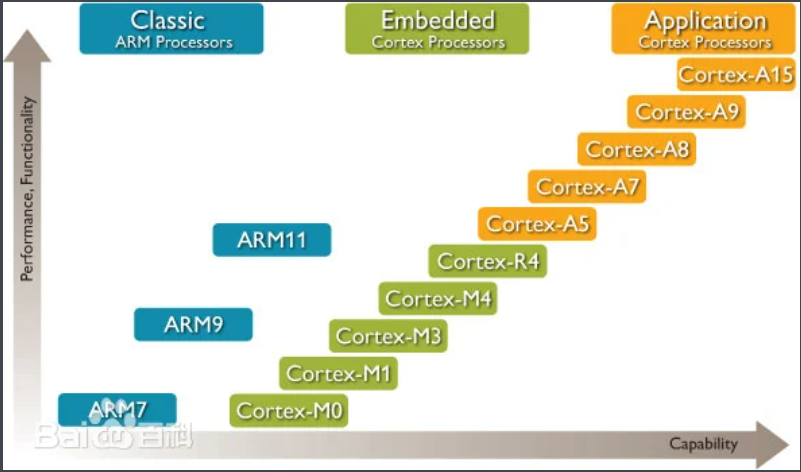 Classic
ARM Processors
Embedded
Cortex Processors
Application
Cortex Processors
Cortex-A15
Cortex-A9
Cortex-A8
Cortex-A7
Cortex-A5
Cortex-R4
Cortex-M4
Cortex-M3
Cortex-M1
Cortex-M0
ARM11
ARM9
ARM7
Performance, Functionality
Capability
Bai百科